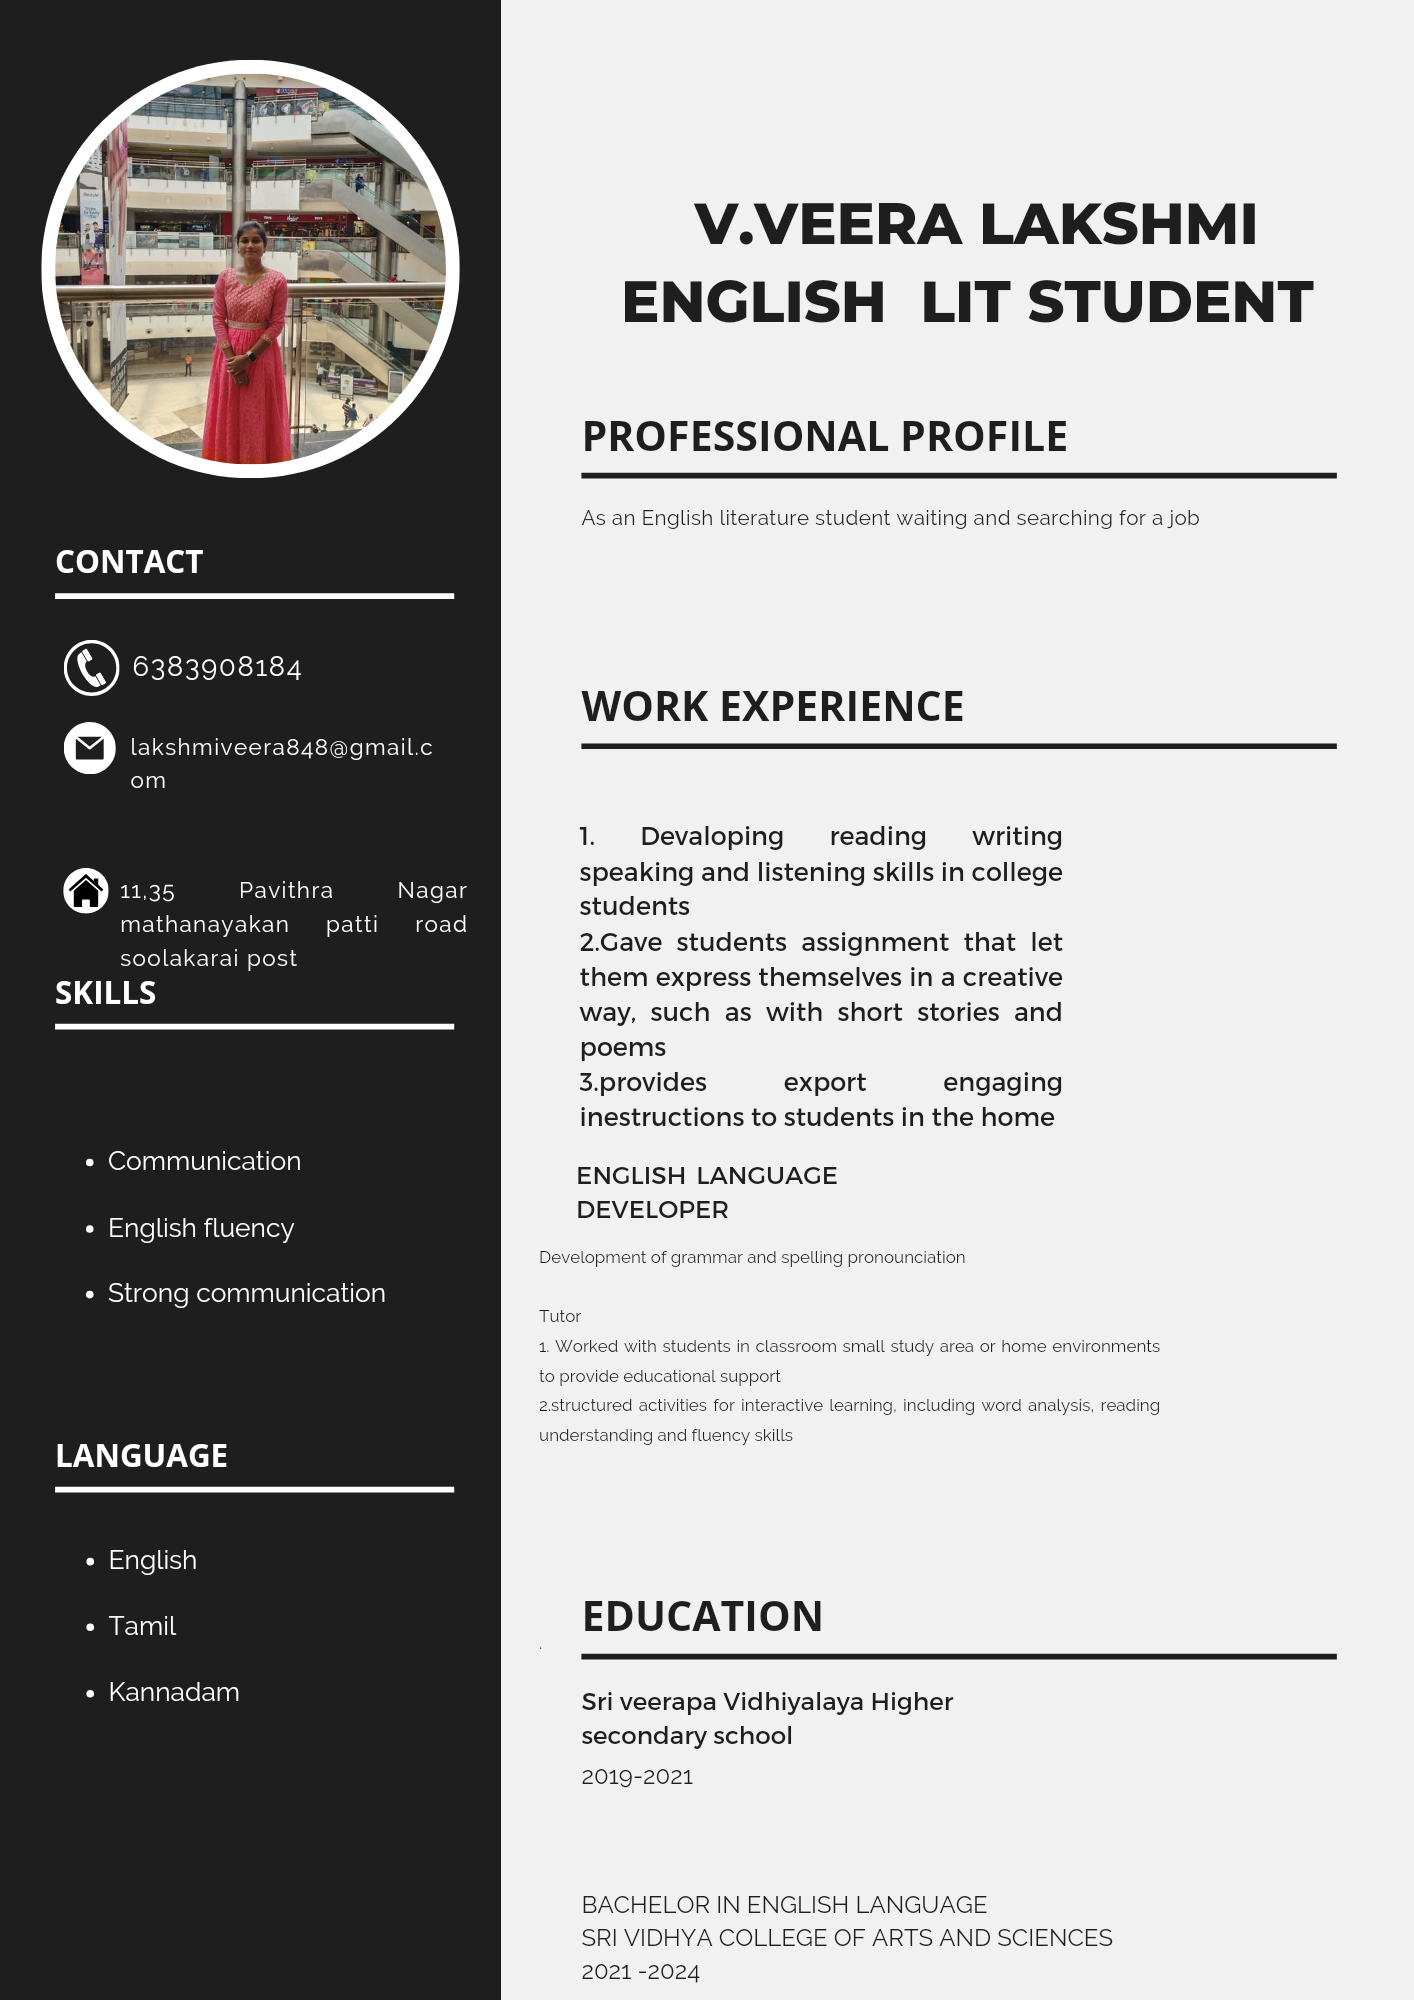 V.VEERA LAKSHMI
ENGLISH LIT STUDENT
CONTACT
6383908184
lakshmiveera848@gmail.c
om
11,35 Pavithra Nagar
mathanayakan patti road
soolakarai post
SKILLS
Communication
English fluency
Strong communication
LANGUAGE
English
Tamil
Kannadam
PROFESSIONAL PROFILE
As an English literature student waiting and searching for a job
WORK EXPERIENCE
1. Devaloping reading writing
speaking and listening skills in college
students
2.Gave students assignment that let
them express themselves in a creative
way, such as with short stories and
poems
3.provides export engaging
inestructions to students in the home
ENGLISH LANGUAGE
DEVELOPER
Development of grammar and spelling pronounciation
Tutor
1. Worked with students in classroom small study area or home environments
to provide educational support
2.structured activities for interactive learning, including word analysis, reading
understanding and fluency skills
EDUCATION
.
Sri veerapa Vidhiyalaya Higher
secondary school
2019-2021
BACHELOR IN ENGLISH LANGUAGE
SRI VIDHYA COLLEGE OF ARTS AND SCIENCES
2021 -2024